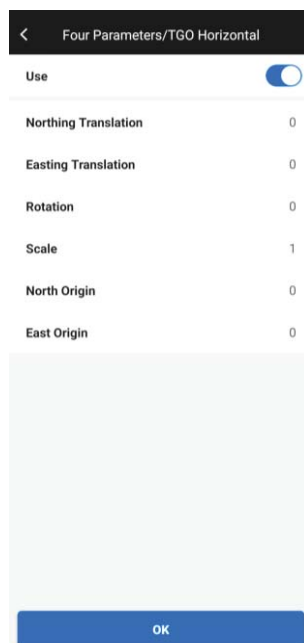 Four Parameters/TGO Horizontal
Use
Northing Translation 0
Easting Translation 0
Rotation 0
Scale 1
North Origin 0
East Origin 0
OK